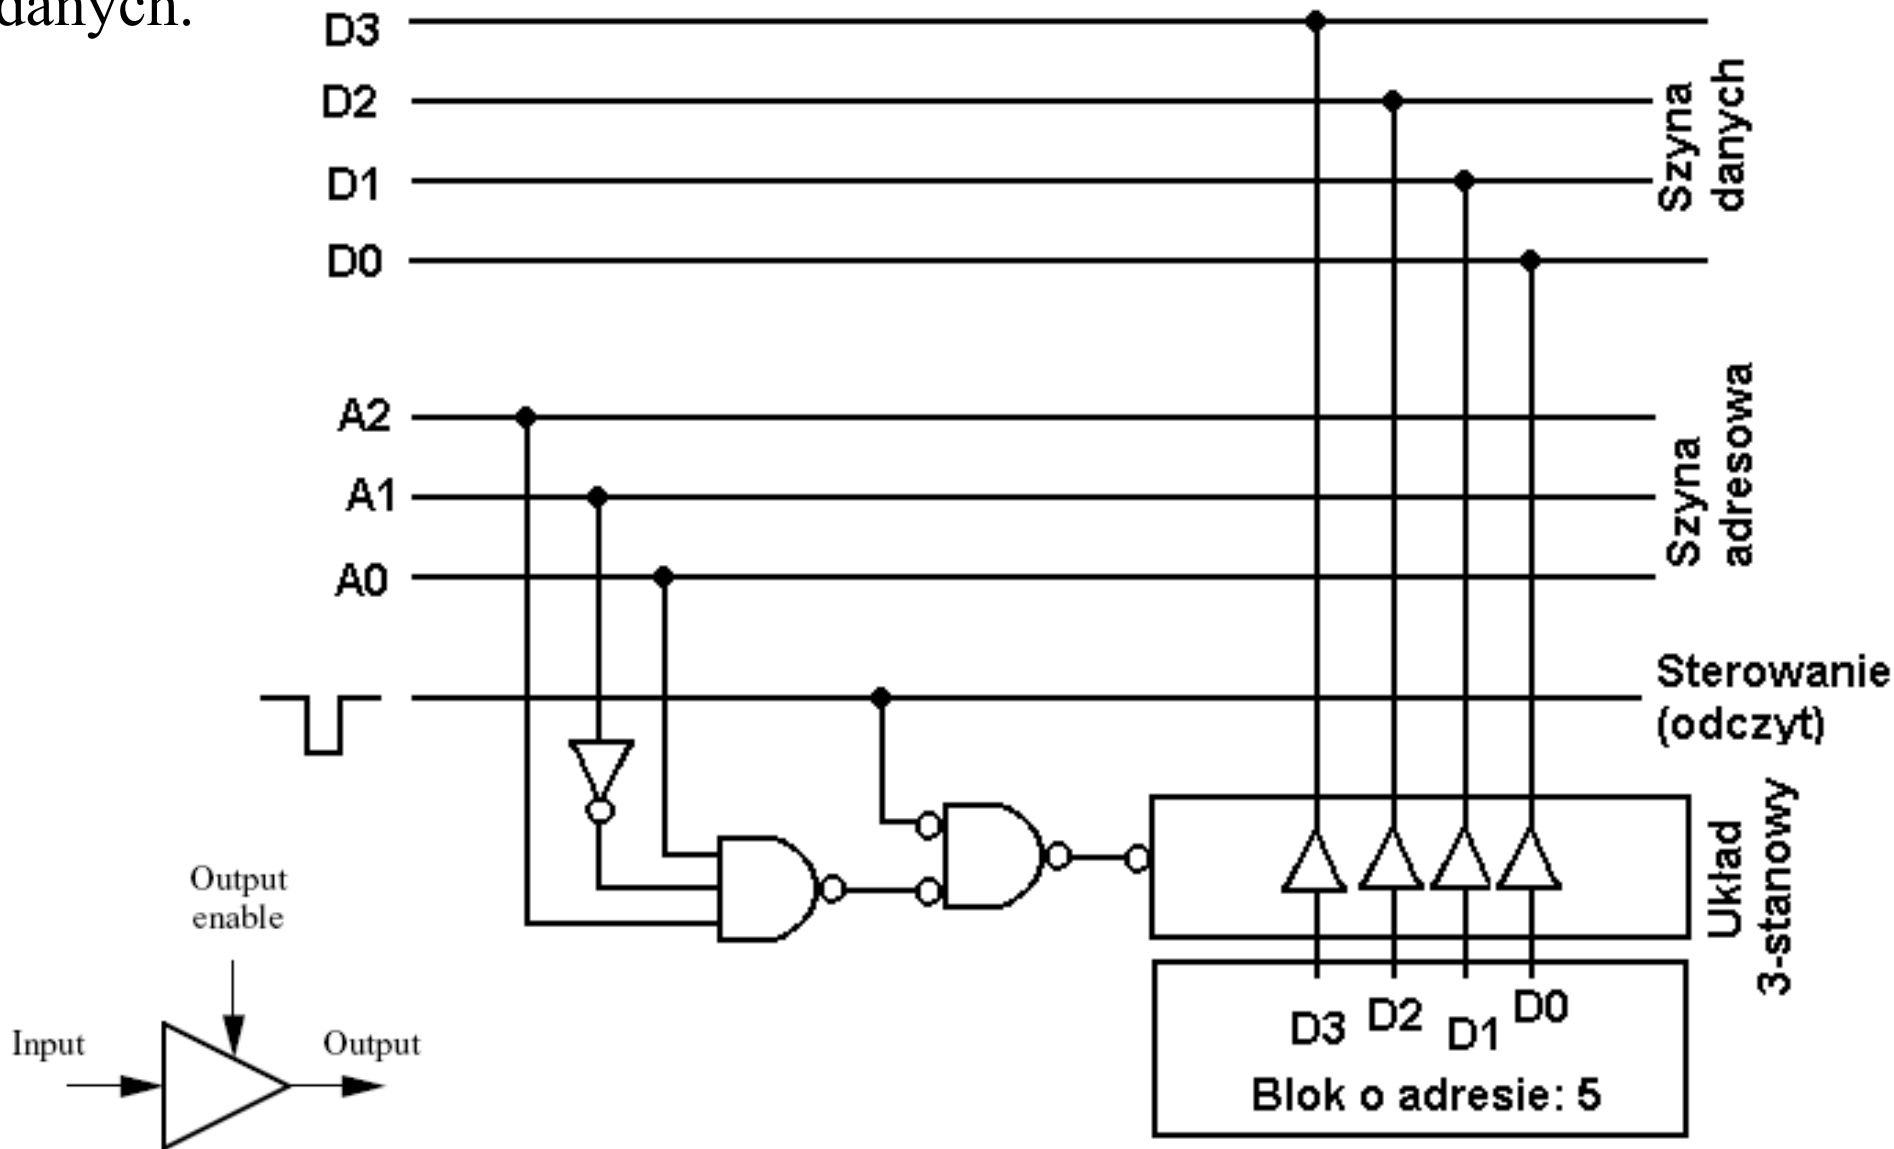 danych.
D3
D2
D1
D0
Szyna
danych
A2
A1
A0
Szyna
adresowa
Sterowanie
(odczyt)
Układ
3-stanowy
Output
enable
Input
Output
D3 D2 D1 D0
Blok o adresie: 5